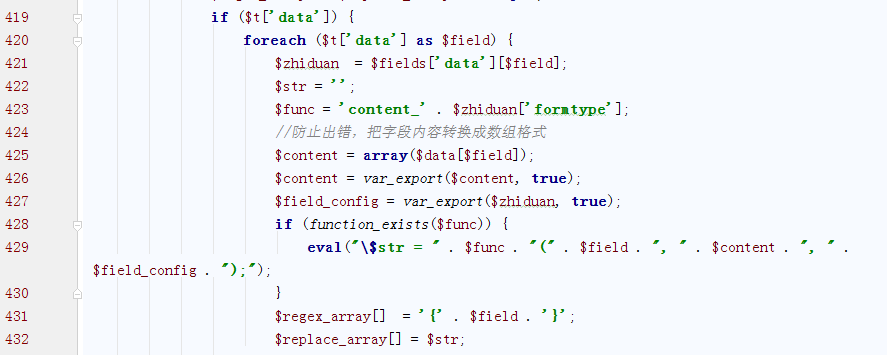 419 if ($t['data']) {
420 foreach ($t['data'] as $field) {
421 $zhiduan  = $fields['data'][$field];
422 $str = '';
423 $func = 'content_' . $zhiduan['formtype'];
424 //防止出错，把字段内容转换成数组格式
425 $content = array($data[$field]);
426 $content = var_export($content, true);
427 $field_config = var_export($zhiduan, true);
428 if (function_exists($func)) {
429 eval("\$str = " . $func . "(" . $field . ", " . $content . ", " .
$field_config . ");");
430 }
431 $regex_array[]  = '{' . $field . '}';
432 $replace_array[] = $str;